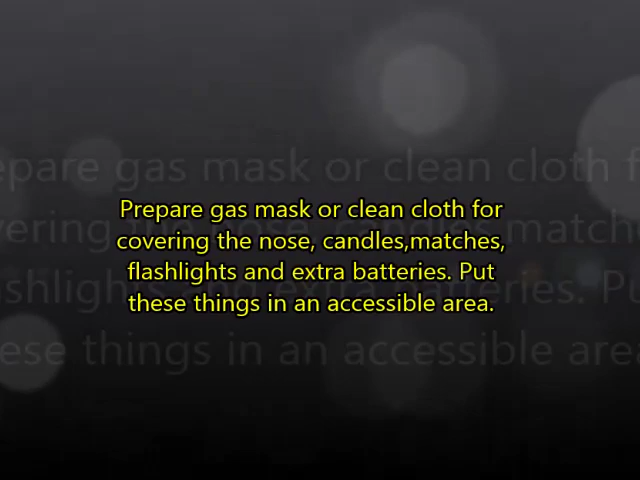 Prepare gas mask or clean cloth for
covering the nose, candles,matches,
flashlights and extra batteries. Put
these things in an accessible area.